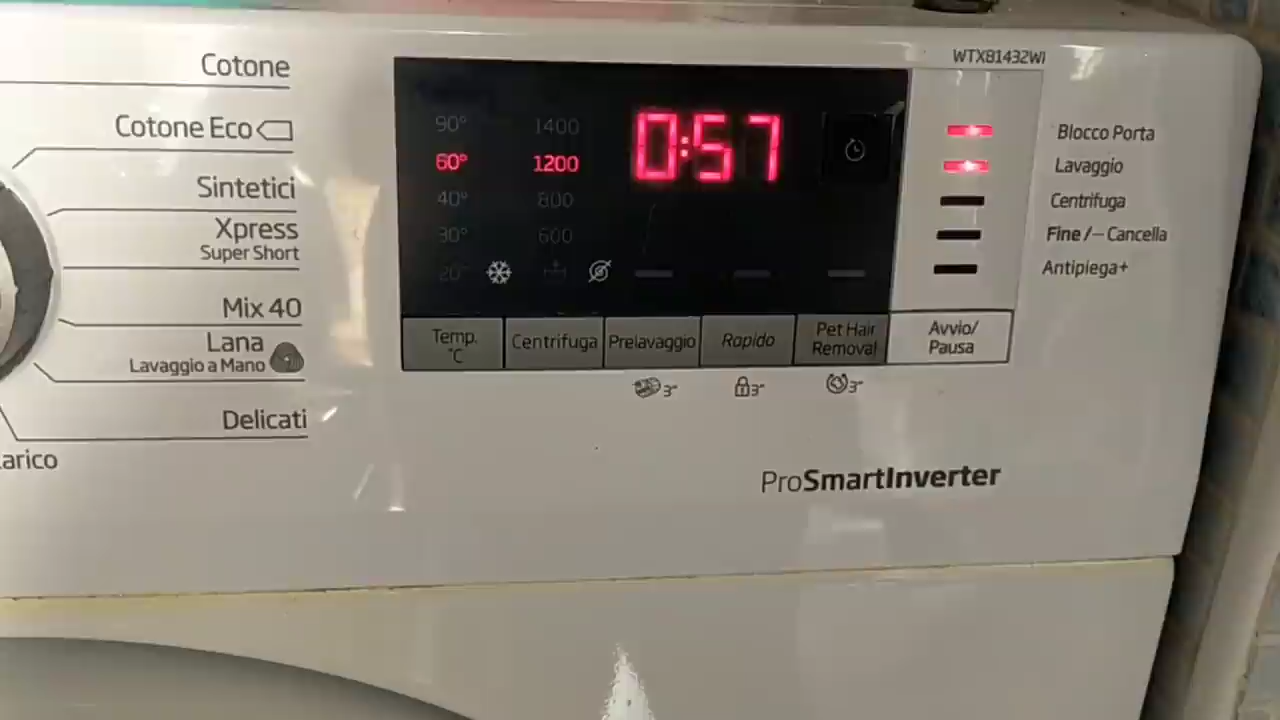 Cotone
Cotone Eco
Sintetici
Xpress
Super Short
Mix 40
Lana
Lavaggio a Mano
Delicati
arico
WTX81432WI
90° 1400
60° 1200 0:57
40° 800
30° 600
20°
Blocco Porta
Lavaggio
Centrifuga
Fine /– Cancella
Antipiega+
Temp. °C
Centrifuga
Prelavaggio
Rapido
Pet Hair
Removal
Avvio/
Pausa
3"
3"
3"
ProSmartInverter